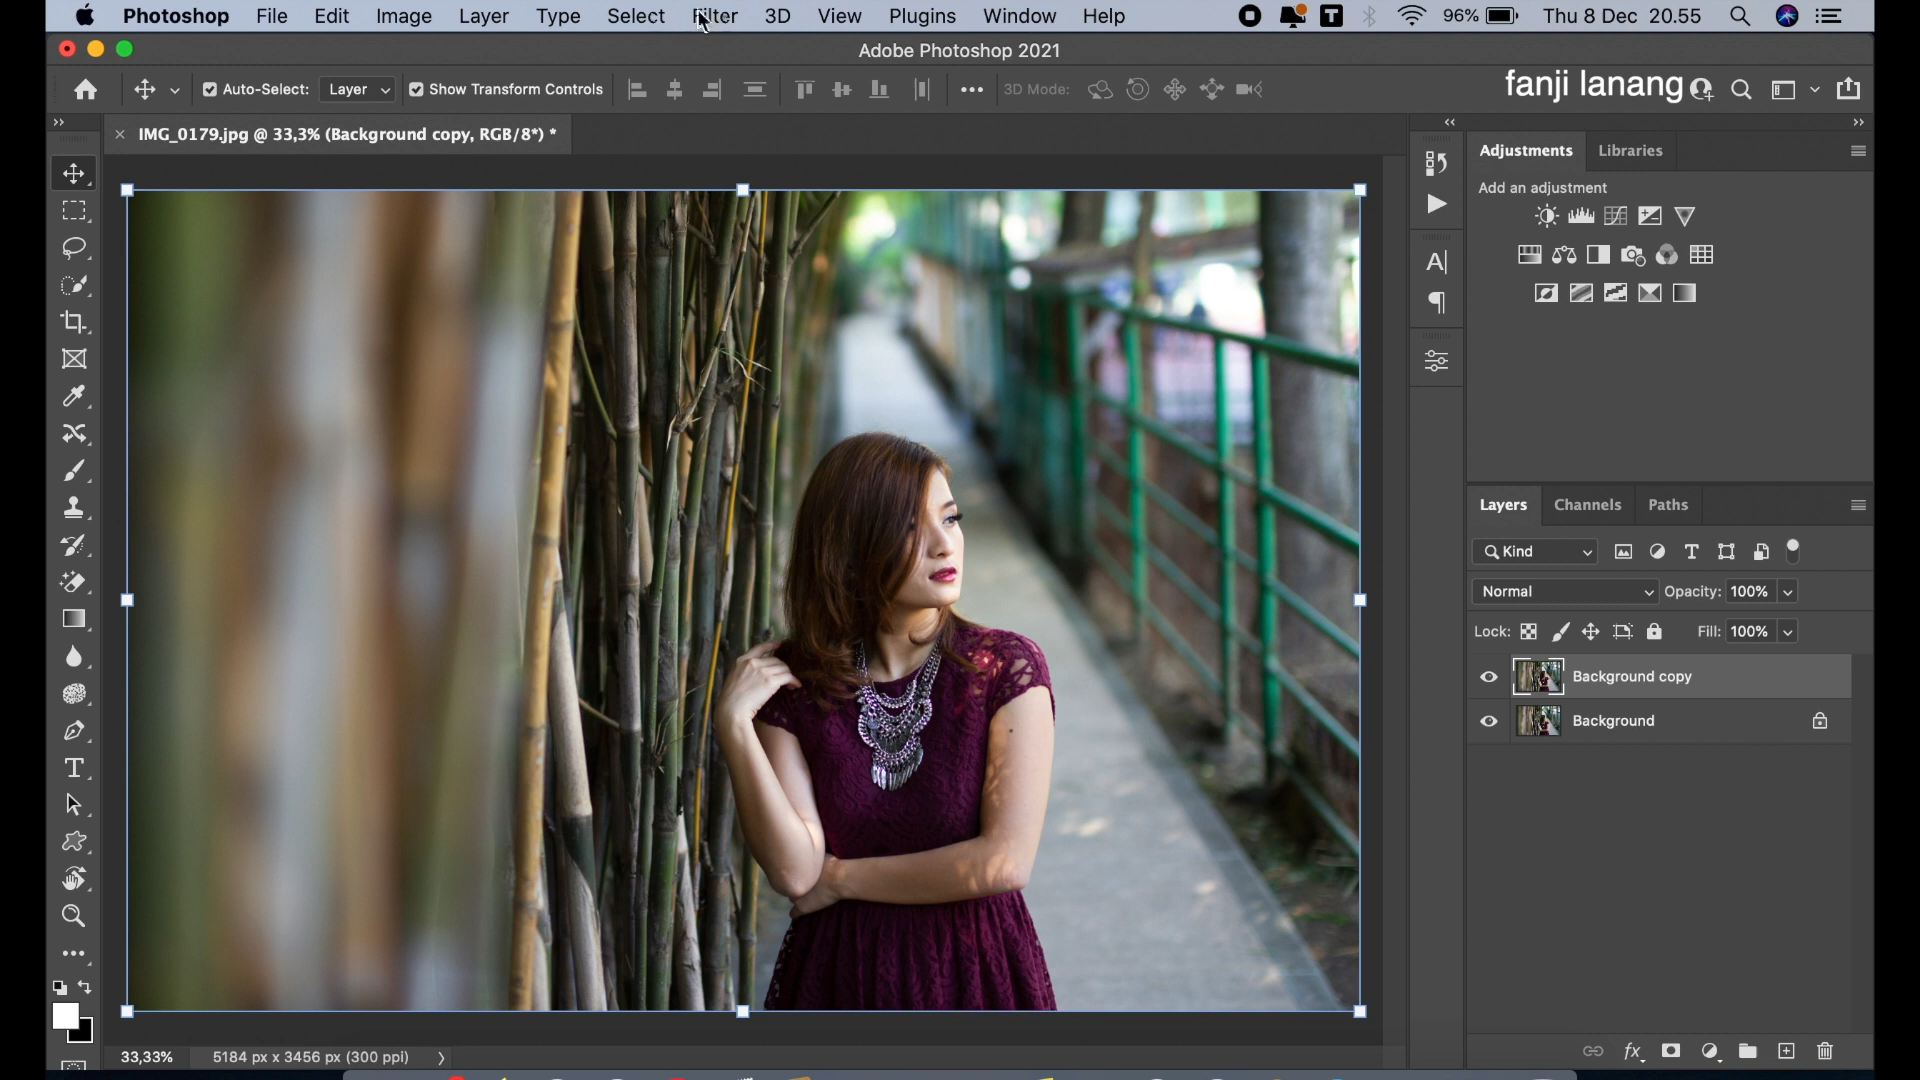 Photoshop File Edit Image Layer Type Select Filter 3D View Plugins Window Help 96% Thu 8 Dec 20.55
Adobe Photoshop 2021
Auto-Select: Layer Show Transform Controls 3D Mode: fanji lanang
IMG_0179.jpg @ 33,3% (Background copy, RGB/8*) *
Adjustments Libraries
Add an adjustment
Layers Channels Paths
Kind
Normal Opacity: 100%
Lock: Fill: 100%
Background copy
Background
33,33% 5184 px x 3456 px (300 ppi)